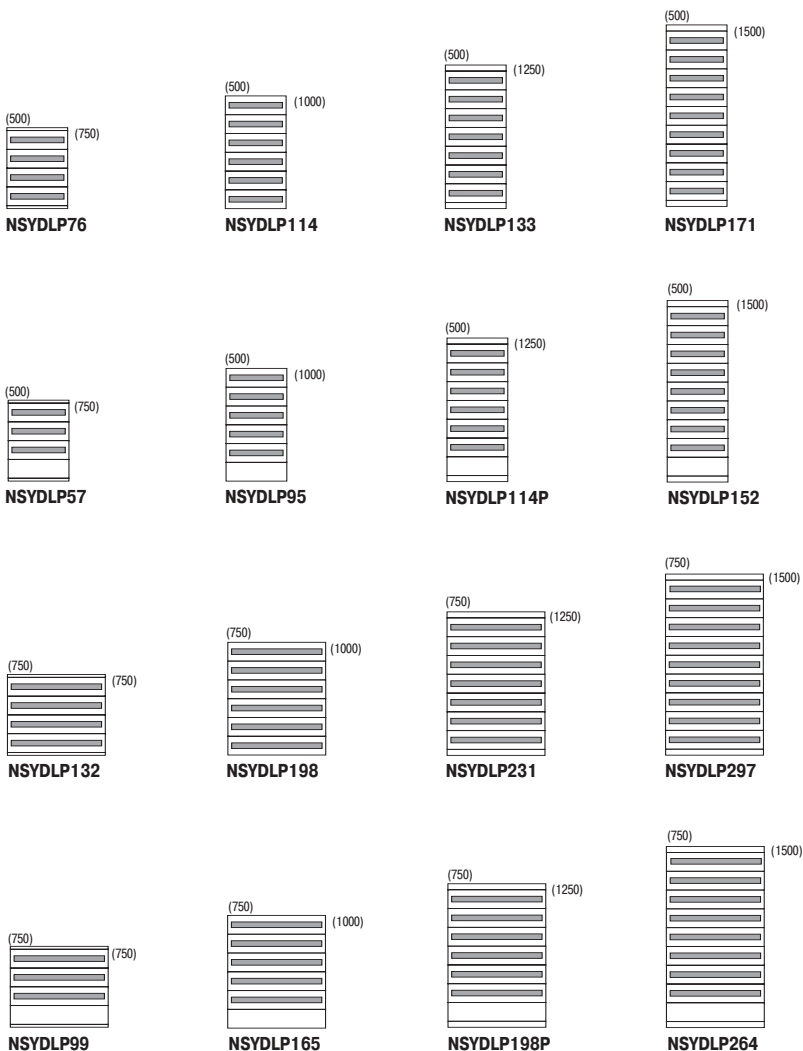 (500)
(750)
NSYDLP76
(500)
(1000)
NSYDLP114
(500)
(1250)
NSYDLP133
(500)
(1500)
NSYDLP171
(500)
(750)
NSYDLP57
(500)
(1000)
NSYDLP95
(500)
(1250)
NSYDLP114P
(500)
(1500)
NSYDLP152
(750)
(750)
NSYDLP132
(750)
(1000)
NSYDLP198
(750)
(1250)
NSYDLP231
(750)
(1500)
NSYDLP297
(750)
(750)
NSYDLP99
(750)
(1000)
NSYDLP165
(750)
(1250)
NSYDLP198P
(750)
(1500)
NSYDLP264